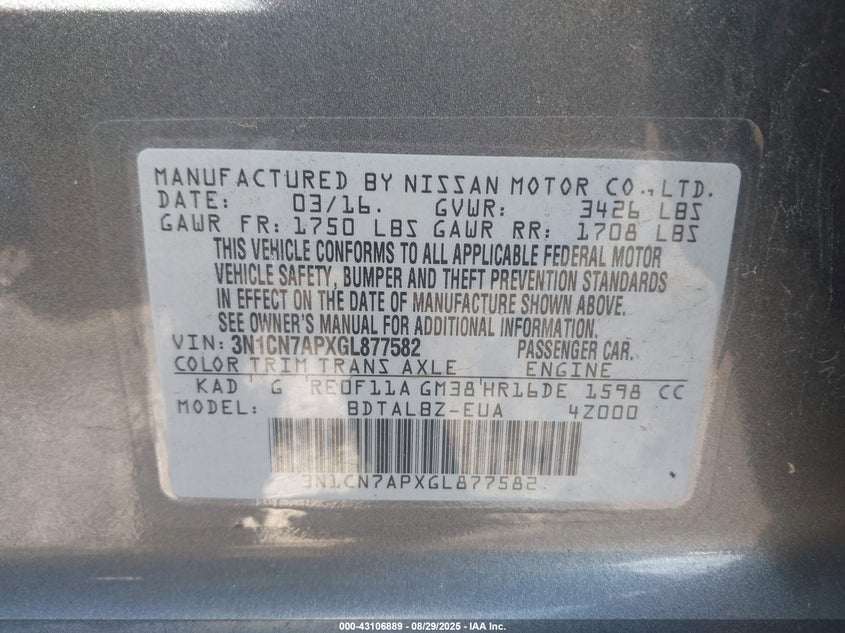 MANUFACTURED BY NISSAN MOTOR CO., LTD.
DATE: 03/16. GVWR: 3426 LBS
GAWR FR: 1750 LBS GAWR RR: 1708 LBS
THIS VEHICLE CONFORMS TO ALL APPLICABLE FEDERAL MOTOR
VEHICLE SAFETY, BUMPER AND THEFT PREVENTION STANDARDS
IN EFFECT ON THE DATE OF MANUFACTURE SHOWN ABOVE.
SEE OWNER'S MANUAL FOR ADDITIONAL INFORMATION.
VIN: 3N1CN7APXGL877582 PASSENGER CAR.
COLOR TRIM TRANS AXLE ENGINE
KAD G RE0F11A GM38 HR16DE 1598 CC
MODEL: BDTALBZ-EUA 4Z000
3N1CN7APXGL877582
000-43106889 - 08/29/2025 - IAA Inc.